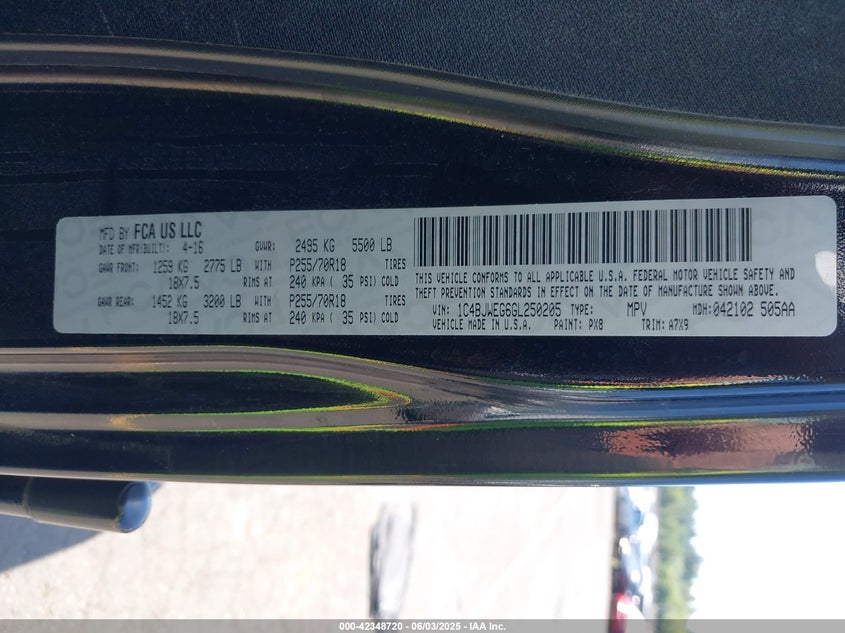 MFD BY FCA US LLC
DATE OF MFR(BUILT): 4-16 GVWR: 2495 KG 5500 LB
GAWR FRONT: 1259 KG 2775 LB WITH P255/70R18 TIRES
18X7.5 RIMS AT 240 KPA ( 35 PSI) COLD
GAWR REAR: 1452 KG 3200 LB WITH P255/70R18 TIRES
18X7.5 RIMS AT 240 KPA ( 35 PSI) COLD
THIS VEHICLE CONFORMS TO ALL APPLICABLE U.S.A. FEDERAL MOTOR VEHICLE SAFETY AND
THEFT PREVENTION STANDARDS IN EFFECT ON THE DATE OF MANUFACTURE SHOWN ABOVE.
VIN: 1C4BJWEG6GL250205 TYPE: MPV MDH: 042102 505AA
VEHICLE MADE IN U.S.A. PAINT: PX8 TRIM: A7X9
000-42348720 - 06/03/2025 - IAA Inc.